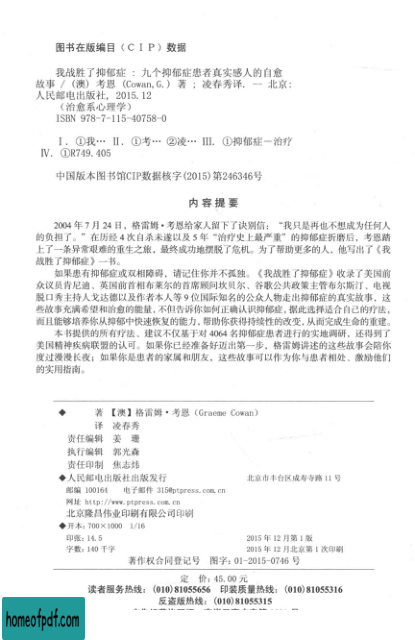 图书在版编目（CIP）数据
我战胜了抑郁症 : 九个抑郁症患者真实感人的自愈
故事 /（澳）考恩（Cowan,G.）著 ; 凌春秀译. -- 北京:
人民邮电出版社, 2015.12
（治愈系心理学）
ISBN 978-7-115-40758-0
Ⅰ. ①我… Ⅱ. ①考… ②凌… Ⅲ. ①抑郁症－治疗
Ⅳ. ①R749.405
中国版本图书馆CIP数据核字(2015)第246346号
内 容 提 要
2004 年 7 月 24 日，格雷姆·考恩给家人留下了诀别信：“我只是再也不想成为任何人
的负担了。”在历经 4 次自杀未遂以及 5 年“治疗史上最严重”的抑郁症折磨后，考恩踏
上了一条异常艰难的重生之旅，最终成功地摆脱了危机。为了帮助更多的人，他写出了《我
战胜了抑郁症》一书。
如果患有抑郁症或双相障碍，请记住你并不孤独。《我战胜了抑郁症》收录了美国前
众议员肯尼迪、英国前首相布莱尔的首席顾问坎贝尔、谷歌公共政策主管布尔斯汀、电视
脱口秀主持人戈达德以及作者本人等 9 位国际知名的公众人物走出抑郁症的真实故事，这
些故事充满希望和治愈的能量，不但告诉你如何正确认识抑郁症，据此选择适合自己的疗法，
而且能够培养你从抑郁中快速恢复的能力，帮助你获得持续性的改变，从而完成生命的重建。
本书提供的所有疗法、建议不仅基于对 4064 名抑郁症患者进行的实地调研，还得到了
美国精神疾病联盟的认可。如果你已经准备好迈出第一步，格雷姆讲述的这些故事会陪你
度过漫漫长夜；如果你是患者的家属和朋友，这些故事可以作为你与患者相处、激励他们
的实用指南。
◆ 著 【澳】格雷姆·考恩（Graeme Cowan）
译 凌春秀
责任编辑 姜 珊
执行编辑 郭光森
责任印制 焦志炜
◆人民邮电出版社出版发行 北京市丰台区成寿寺路 11 号
邮编 100164 电子邮件 315@ptpress.com.cn
网址 http://www.ptpress.com.cn
北京隆昌伟业印刷有限公司印刷
◆开本：700×1000 1/16
印张：14.5 2015 年 12 月第 1 版
字数：140 千字 2015 年 12 月北京第 1 次印刷
著作权合同登记号 图字：01-2015-0746 号
定 价：45.00 元
读者服务热线：(010)81055656 印装质量热线：(010)81055316
反盗版热线：(010)81055315
homeofpdf.com